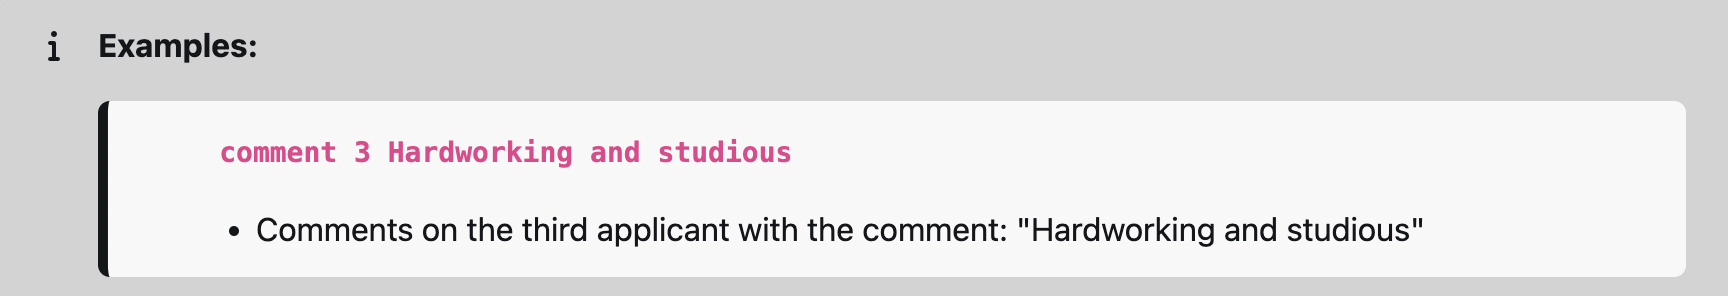 i Examples:
comment 3 Hardworking and studious
• Comments on the third applicant with the comment: "Hardworking and studious"